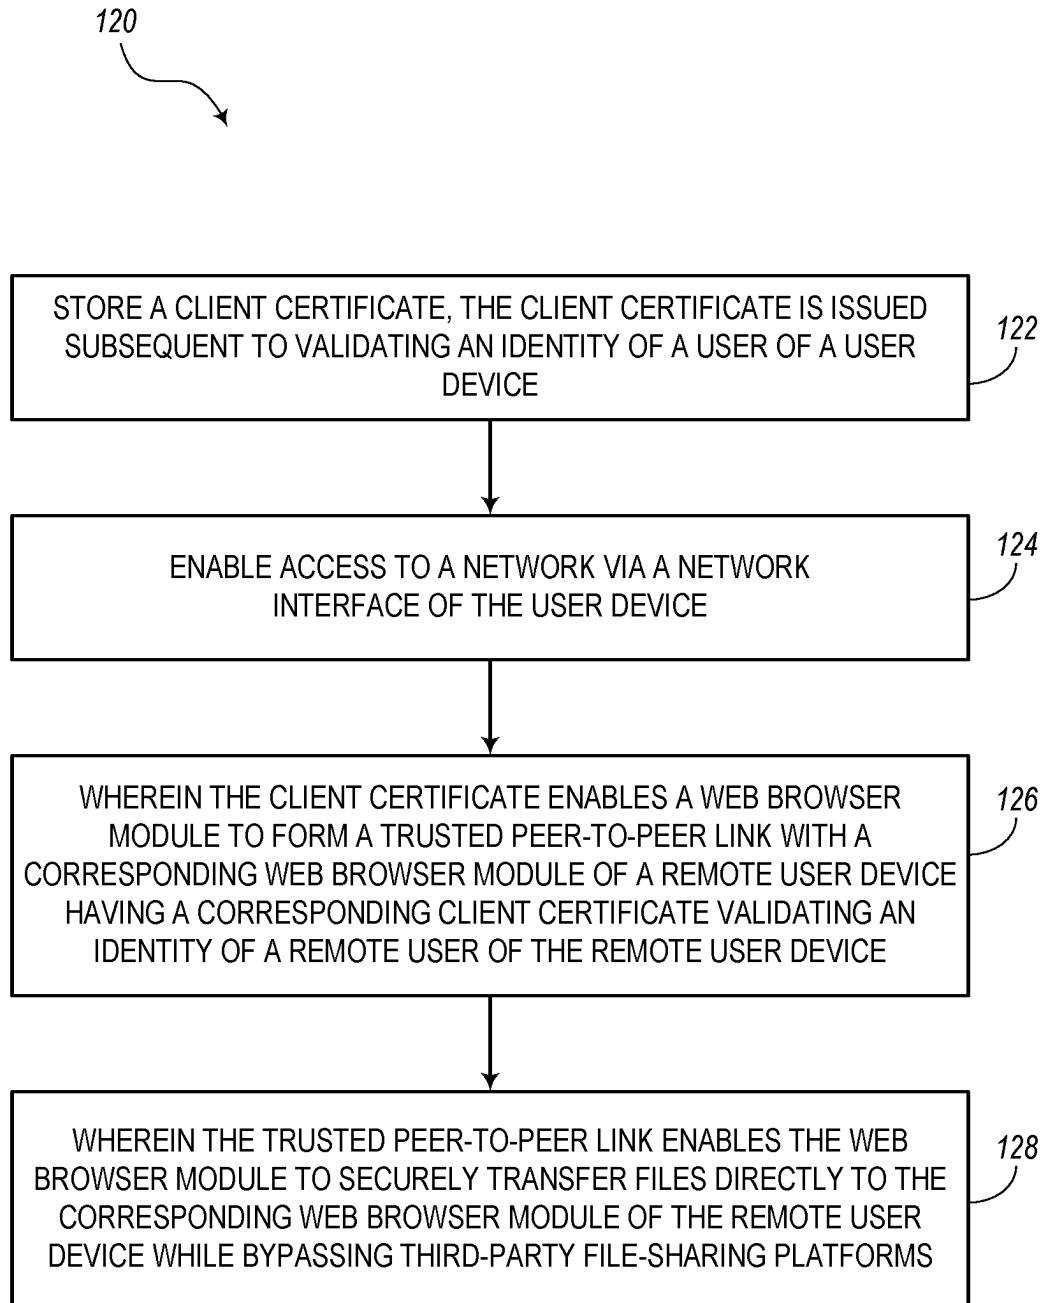 120
STORE A CLIENT CERTIFICATE, THE CLIENT CERTIFICATE IS ISSUED
SUBSEQUENT TO VALIDATING AN IDENTITY OF A USER OF A USER
DEVICE
122
ENABLE ACCESS TO A NETWORK VIA A NETWORK
INTERFACE OF THE USER DEVICE
124
WHEREIN THE CLIENT CERTIFICATE ENABLES A WEB BROWSER
MODULE TO FORM A TRUSTED PEER-TO-PEER LINK WITH A
CORRESPONDING WEB BROWSER MODULE OF A REMOTE USER DEVICE
HAVING A CORRESPONDING CLIENT CERTIFICATE VALIDATING AN
IDENTITY OF A REMOTE USER OF THE REMOTE USER DEVICE
126
WHEREIN THE TRUSTED PEER-TO-PEER LINK ENABLES THE WEB
BROWSER MODULE TO SECURELY TRANSFER FILES DIRECTLY TO THE
CORRESPONDING WEB BROWSER MODULE OF THE REMOTE USER
DEVICE WHILE BYPASSING THIRD-PARTY FILE-SHARING PLATFORMS
128